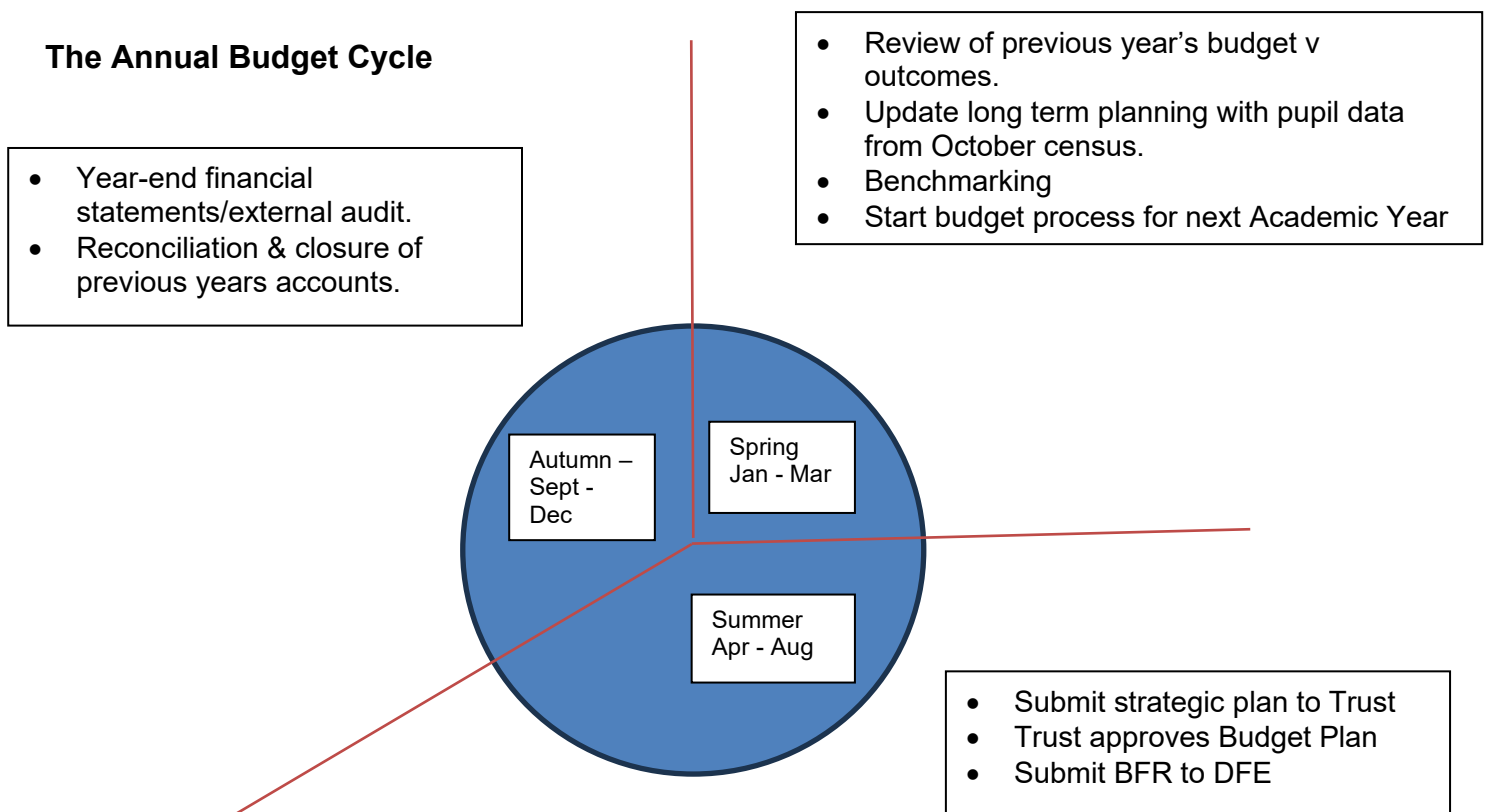 The Annual Budget Cycle
• Year-end financial
statements/external audit.
• Reconciliation & closure of
previous years accounts.
• Review of previous year’s budget v
outcomes.
• Update long term planning with pupil data
from October census.
• Benchmarking
• Start budget process for next Academic Year
Autumn –
Sept -
Dec
Spring
Jan - Mar
Summer
Apr - Aug
• Submit strategic plan to Trust
• Trust approves Budget Plan
• Submit BFR to DFE